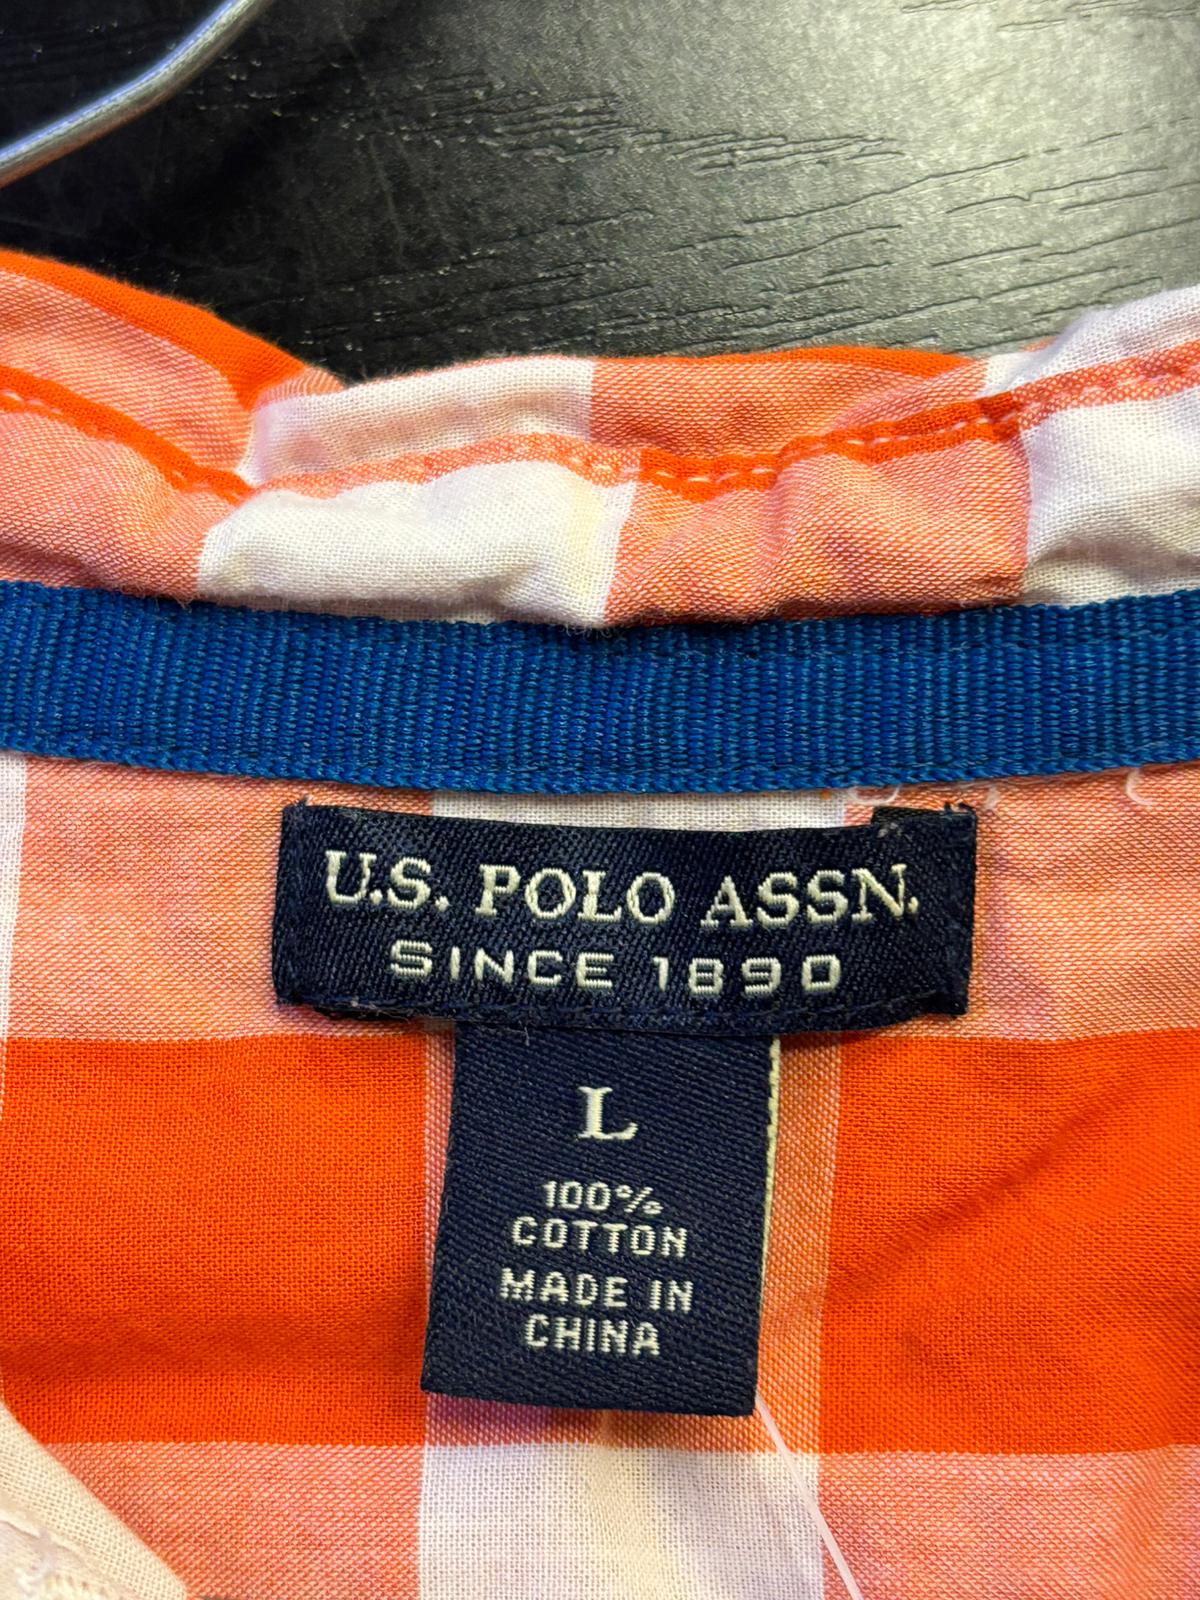 U.S. POLO ASSN.
SINCE 1890
L
100%
COTTON
MADE IN
CHINA